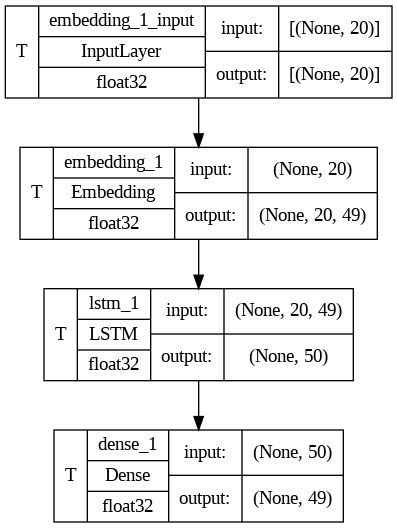 T
embedding_1_input
InputLayer
float32
input:
[(None, 20)]
output:
[(None, 20)]
T
embedding_1
Embedding
float32
input:
(None, 20)
output:
(None, 20, 49)
T
lstm_1
LSTM
float32
input:
(None, 20, 49)
output:
(None, 50)
T
dense_1
Dense
float32
input:
(None, 50)
output:
(None, 49)